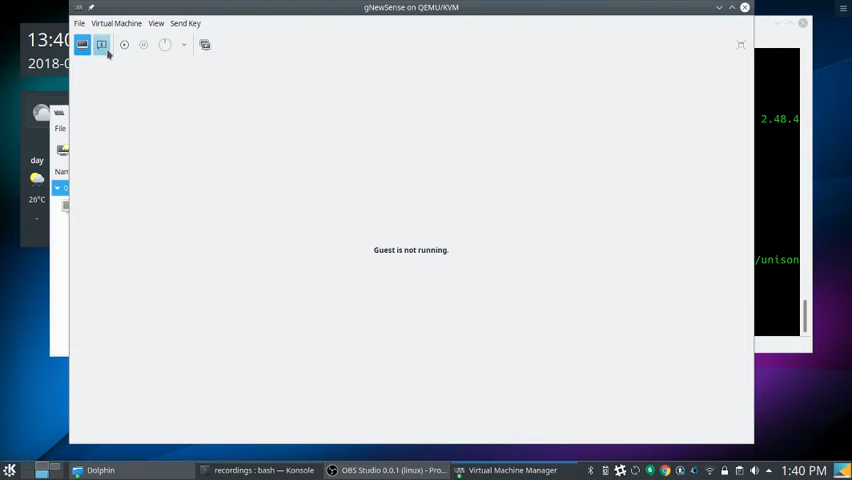 gNewSense on QEMU/KVM
File Virtual Machine View Send Key
13:40
2018-0
2.48.4
File
day
Nam
Q
26°C
-
Guest is not running.
/unison
Dolphin
recordings : bash — Konsole
OBS Studio 0.0.1 (linux) - Pro...
Virtual Machine Manager
1:40 PM